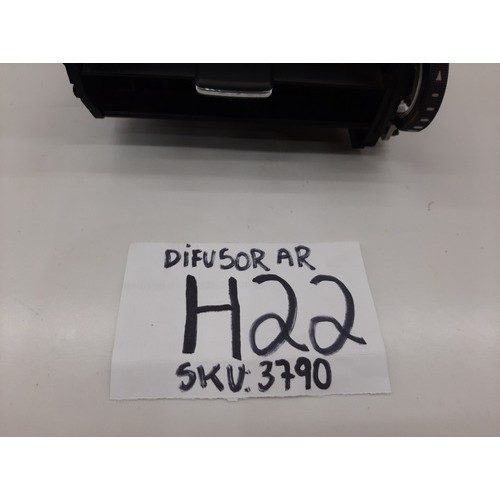 DIFUSOR AR
H22
SKU: 3790